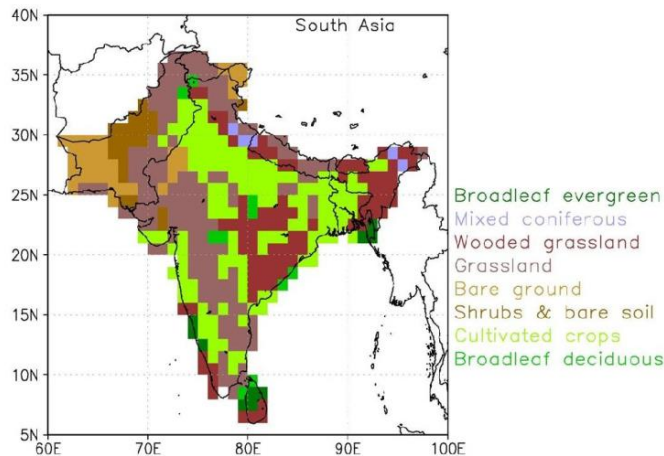 South Asia
40N
35N
30N
25N
20N
15N
10N
5N
60E 70E 80E 90E 100E
Broadleaf evergreen
Mixed coniferous
Wooded grassland
Grassland
Bare ground
Shrubs & bare soil
Cultivated crops
Broadleaf deciduous